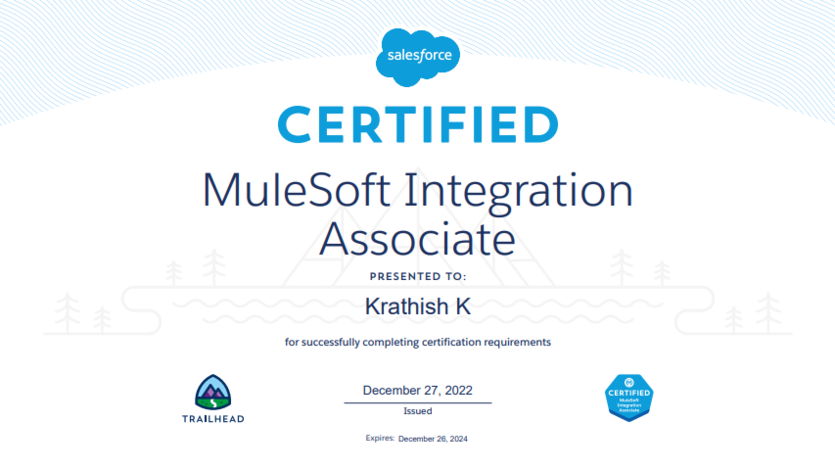 salesforce
CERTIFIED
MuleSoft Integration
Associate
PRESENTED TO:
Krathish K
for successfully completing certification requirements
TRAILHEAD
December 27, 2022
Issued
Expires: December 26, 2024
CERTIFIED
MuleSoft
Integration
Associate